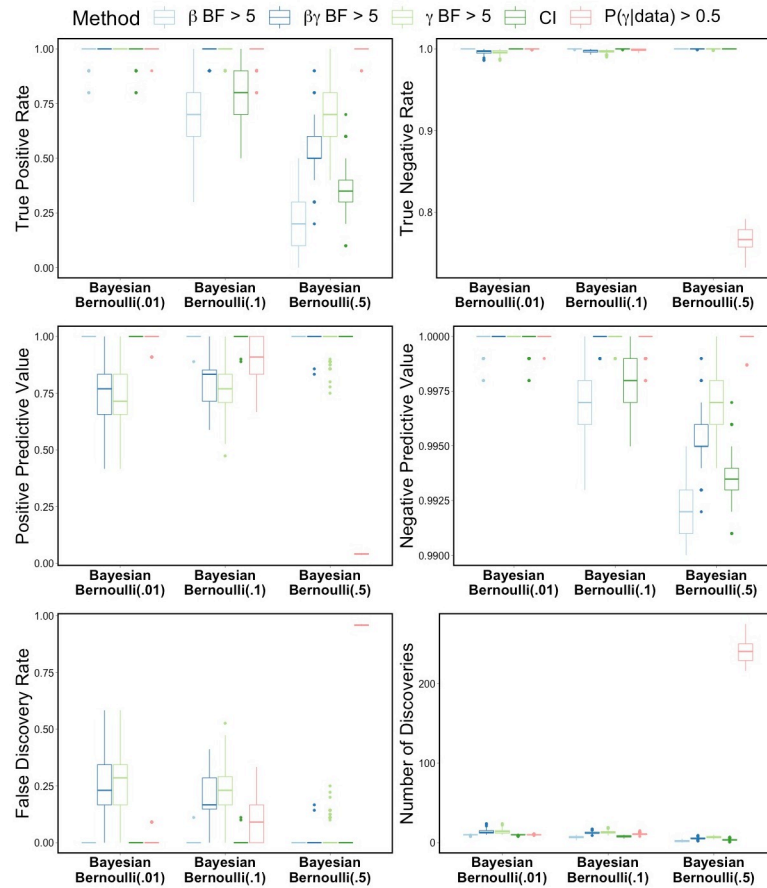 Method β BF > 5 βγ BF > 5 γ BF > 5 CI P(γ|data) > 0.5
True Positive Rate
1.00
0.75
0.50
0.25
0.00
Bayesian Bayesian Bayesian
Bernoulli(.01) Bernoulli(.1) Bernoulli(.5)
True Negative Rate
1.0
0.9
0.8
Bayesian Bayesian Bayesian
Bernoulli(.01) Bernoulli(.1) Bernoulli(.5)
Positive Predictive Value
1.00
0.75
0.50
0.25
0.00
Bayesian Bayesian Bayesian
Bernoulli(.01) Bernoulli(.1) Bernoulli(.5)
Negative Predictive Value
1.0000
0.9975
0.9950
0.9925
0.9900
Bayesian Bayesian Bayesian
Bernoulli(.01) Bernoulli(.1) Bernoulli(.5)
False Discovery Rate
1.00
0.75
0.50
0.25
0.00
Bayesian Bayesian Bayesian
Bernoulli(.01) Bernoulli(.1) Bernoulli(.5)
Number of Discoveries
200
100
0
Bayesian Bayesian Bayesian
Bernoulli(.01) Bernoulli(.1) Bernoulli(.5)